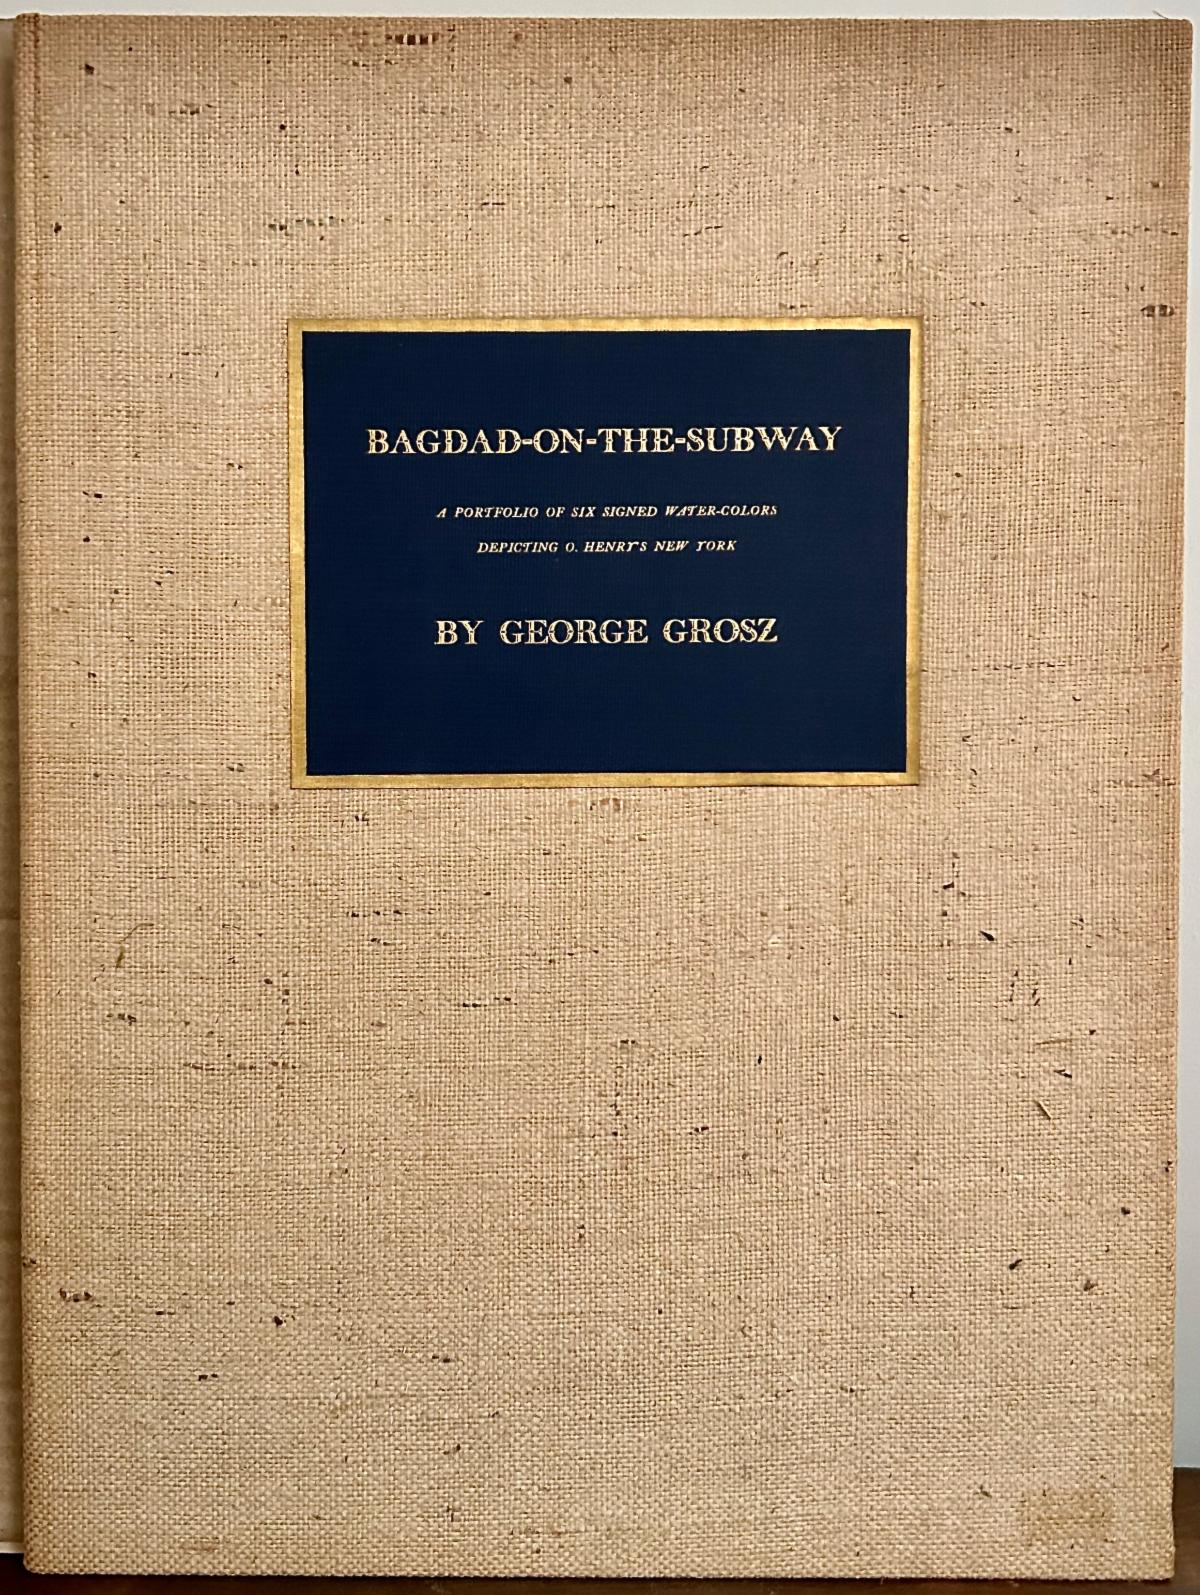 BAGDAD-ON-THE-SUBWAY
A PORTFOLIO OF SIX SIGNED WATER-COLORS
DEPICTING O. HENRY'S NEW YORK
BY GEORGE GROSZ